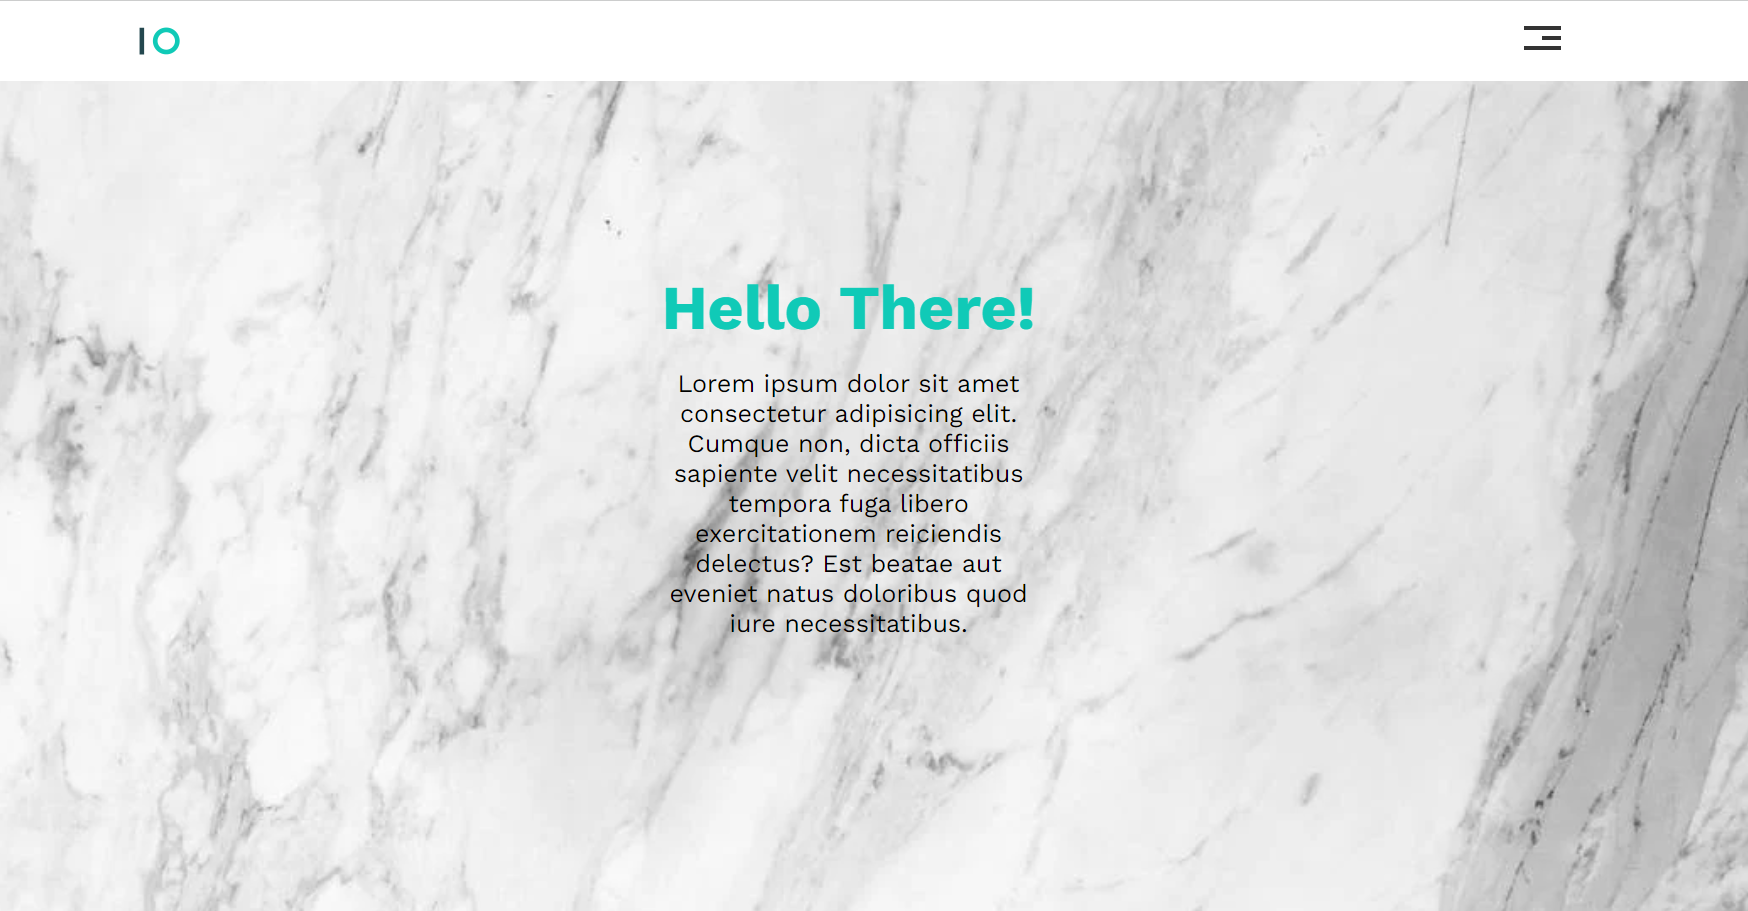 IO
Hello There!
Lorem ipsum dolor sit amet
consectetur adipisicing elit.
Cumque non, dicta officiis
sapiente velit necessitatibus
tempora fuga libero
exercitationem reiciendis
delectus? Est beatae aut
eveniet natus doloribus quod
iure necessitatibus.